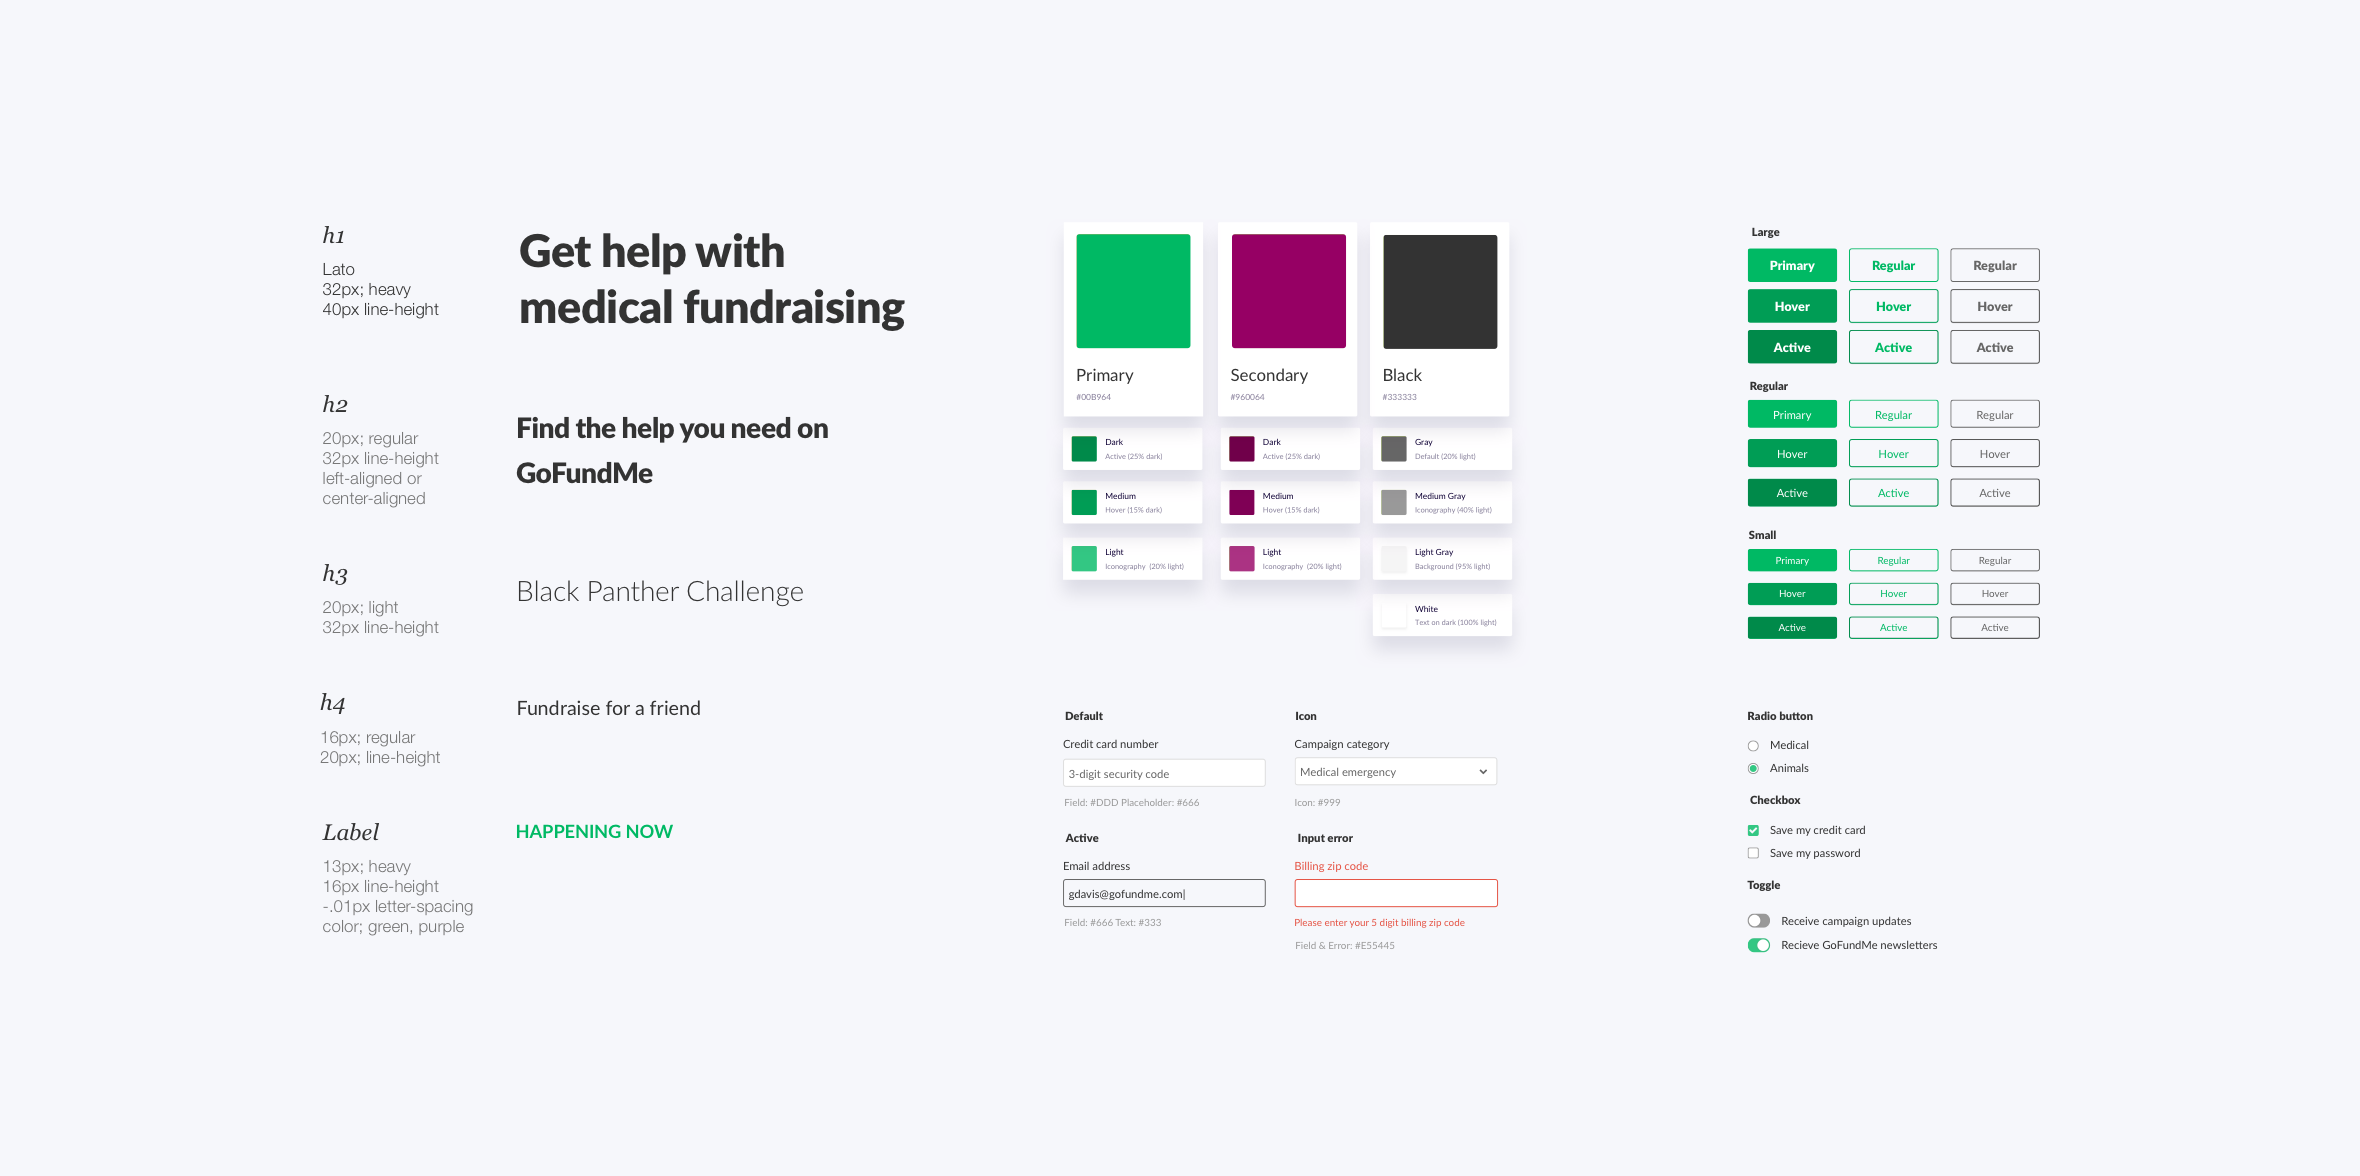 h1
Lato
32px; heavy
40px line-height
Get help with
medical fundraising
h2
20px; regular
32px line-height
left-aligned or
center-aligned
Find the help you need on
GoFundMe
h3
20px; light
32px line-height
Black Panther Challenge
h4
16px; regular
20px; line-height
Fundraise for a friend
Label
13px; heavy
16px line-height
-.01px letter-spacing
color; green, purple
HAPPENING NOW
Primary
#00B964
Secondary
#960064
Black
#333333
Dark
Active (25% dark)
Dark
Active (25% dark)
Gray
Default (20% light)
Medium
Hover (15% dark)
Medium
Hover (15% dark)
Medium Gray
Iconography (40% light)
Light
Iconography (20% light)
Light
Iconography (20% light)
Light Gray
Background (95% light)
White
Text on dark (100% light)
Default
Credit card number
3-digit security code
Field: #DDD Placeholder: #666
Icon
Campaign category
Medical emergency
Icon: #999
Active
Email address
gdavis@gofundme.com|
Field: #666 Text: #333
Input error
Billing zip code
Please enter your 5 digit billing zip code
Field & Error: #E55445
Large
Primary Regular Regular
Hover Hover Hover
Active Active Active
Regular
Primary Regular Regular
Hover Hover Hover
Active Active Active
Small
Primary Regular Regular
Hover Hover Hover
Active Active Active
Radio button
Medical
Animals
Checkbox
Save my credit card
Save my password
Toggle
Receive campaign updates
Recieve GoFundMe newsletters